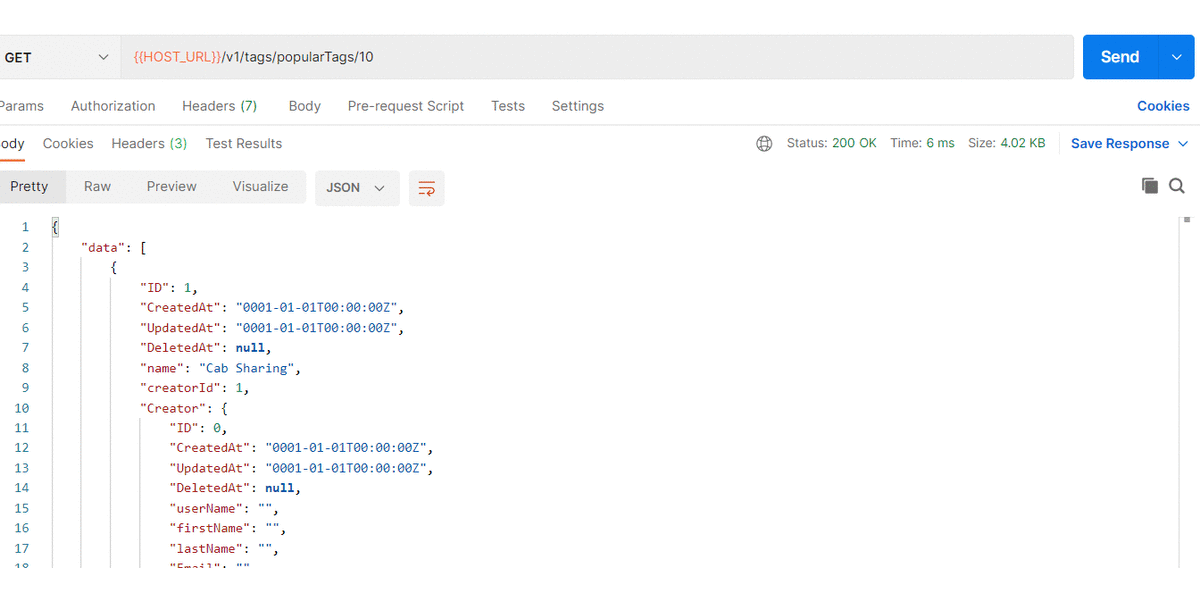 GET {{HOST_URL}}/v1/tags/popularTags/10 Send
Params Authorization Headers (7) Body Pre-request Script Tests Settings Cookies
ody Cookies Headers (3) Test Results Status: 200 OK Time: 6 ms Size: 4.02 KB Save Response
Pretty Raw Preview Visualize JSON
1 {
2 "data": [
3 {
4 "ID": 1,
5 "CreatedAt": "0001-01-01T00:00:00Z",
6 "UpdatedAt": "0001-01-01T00:00:00Z",
7 "DeletedAt": null,
8 "name": "Cab Sharing",
9 "creatorId": 1,
10 "Creator": {
11 "ID": 0,
12 "CreatedAt": "0001-01-01T00:00:00Z",
13 "UpdatedAt": "0001-01-01T00:00:00Z",
14 "DeletedAt": null,
15 "userName": "",
16 "firstName": "",
17 "lastName": "",
18 "Email": ""